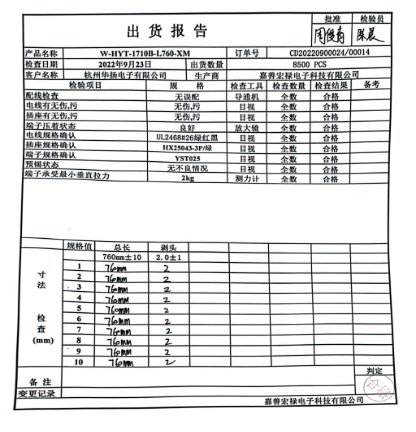 出货报告
批准 检验员
周俊菊 陈晨
产品名称 W-HYT-1710B-L760-XM 订单号 CD20220900024/00014
检查日期 2022年9月23日 出货数量 8500 PCS
客户名称 杭州华扬电子有限公司 生产商 嘉善宏禄电子科技有限公司
检验项目 规格 检查工具 检查数量 检查结果 备考
配线检查 无误配 导通机 全数 合格
电线有无伤,污 无伤,污 目视 全数 合格
插座有无伤,污 无伤,污 目视 全数 合格
端子压着状态 良好 放大镜 全数 合格
电线规格确认 UL2468#26绿红黑 目视 全数 合格
插座规格确认 HX25043-3P/绿 目视 全数 合格
端子规格确认 YST025 目视 全数 合格
预锡状态 无不良情况 目视 全数 合格
端子承受最小垂直拉力 2kg 测力计 全数 合格
寸法检查(mm)
规格值 总长 剥头
760mm±10 2.0±1
1 760mm 2
2 760mm 2
3 760mm 2
4 760mm 2
5 760mm 2
6 760mm 2
7 760mm 2
8 760mm 2
9 760mm 2
10 760mm 2
备注 判定
合格
变更记录
嘉善宏禄电子科技有限公司